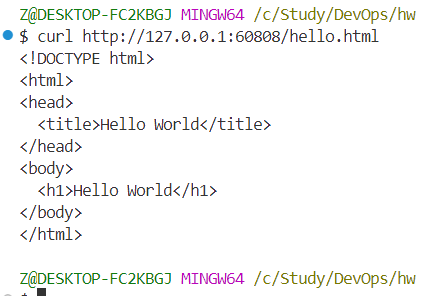 Z@DESKTOP-FC2KBGJ MINGW64 /c/Study/DevOps/hw
$ curl http://127.0.0.1:60808/hello.html
<!DOCTYPE html>
<html>
<head>
  <title>Hello World</title>
</head>
<body>
  <h1>Hello World</h1>
</body>
</html>

Z@DESKTOP-FC2KBGJ MINGW64 /c/Study/DevOps/hw
$